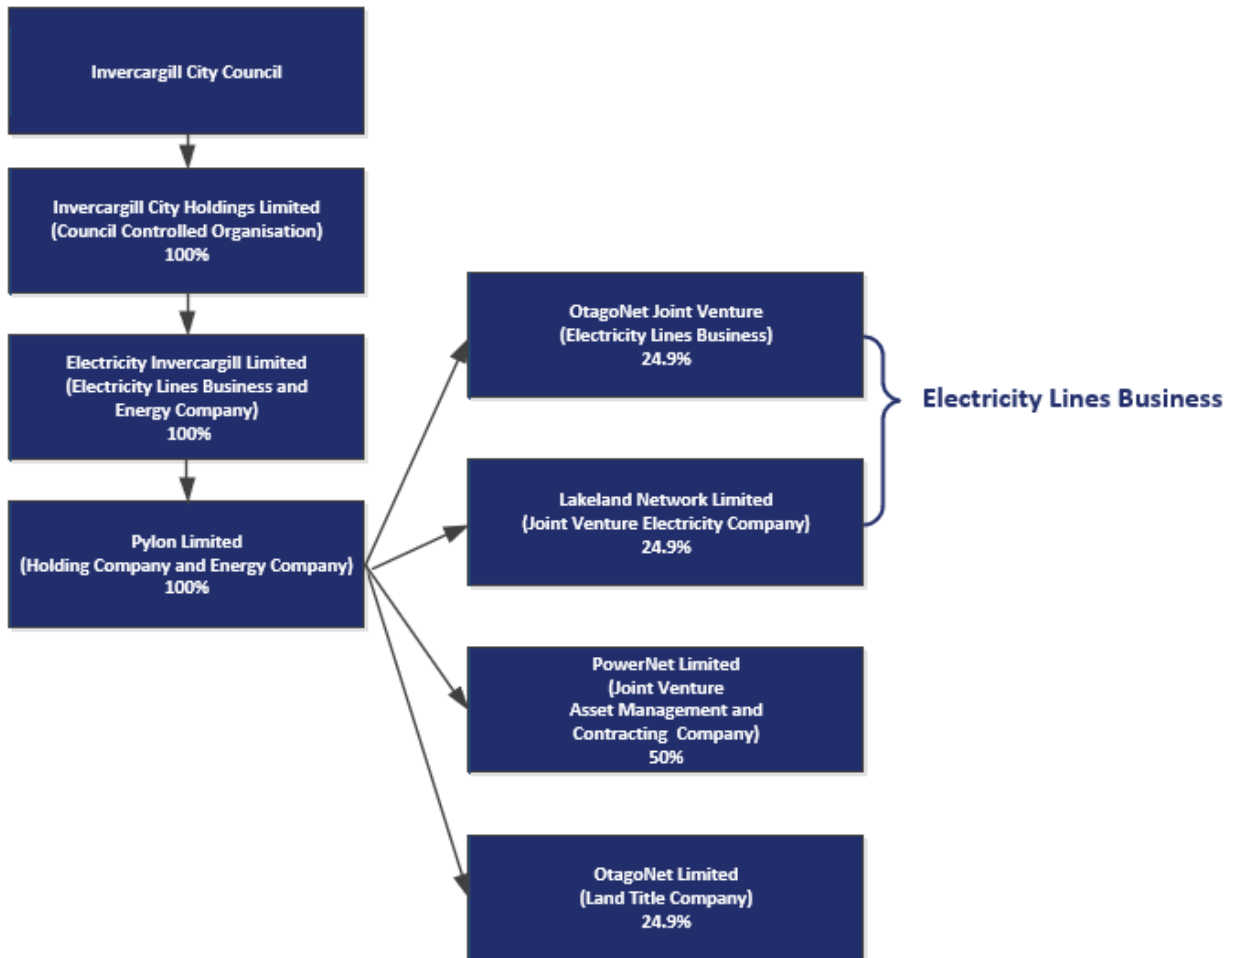 Invercargill City Council
Invercargill City Holdings Limited
(Council Controlled Organisation)
100%
Electricity Invercargill Limited
(Electricity Lines Business and
Energy Company)
100%
Pylon Limited
(Holding Company and Energy Company)
100%
OtagoNet Joint Venture
(Electricity Lines Business)
24.9%
Electricity Lines Business
Lakeland Network Limited
(Joint Venture Electricity Company)
24.9%
PowerNet Limited
(Joint Venture
Asset Management and
Contracting Company)
50%
OtagoNet Limited
(Land Title Company)
24.9%